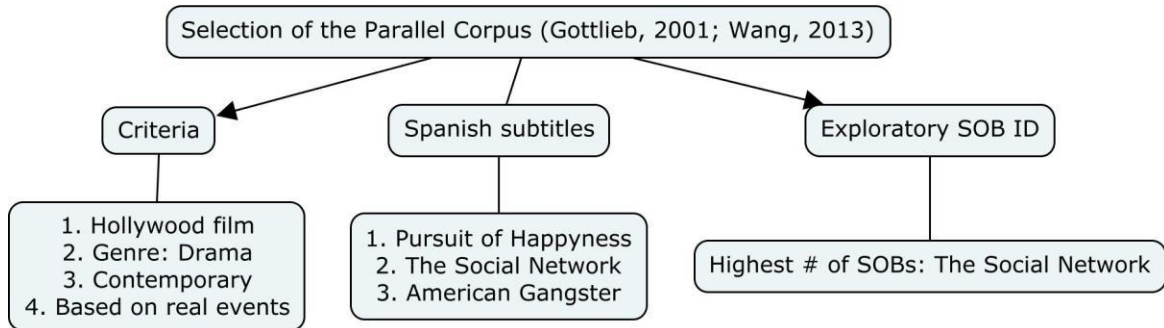 Selection of the Parallel Corpus (Gottlieb, 2001; Wang, 2013)
Criteria
Spanish subtitles
Exploratory SOB ID
1. Hollywood film
2. Genre: Drama
3. Contemporary
4. Based on real events
1. Pursuit of Happyness
2. The Social Network
3. American Gangster
Highest # of SOBs: The Social Network